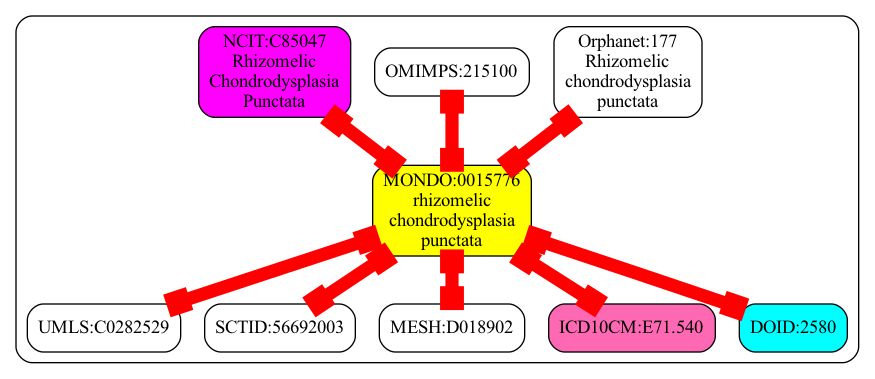 NCIT:C85047
Rhizomelic
Chondrodysplasia
Punctata
OMIMPS:215100
Orphanet:177
Rhizomelic
chondrodysplasia
punctata
MONDO:0015776
rhizomelic
chondrodysplasia
punctata
UMLS:C0282529
SCTID:56692003
MESH:D018902
ICD10CM:E71.540
DOID:2580